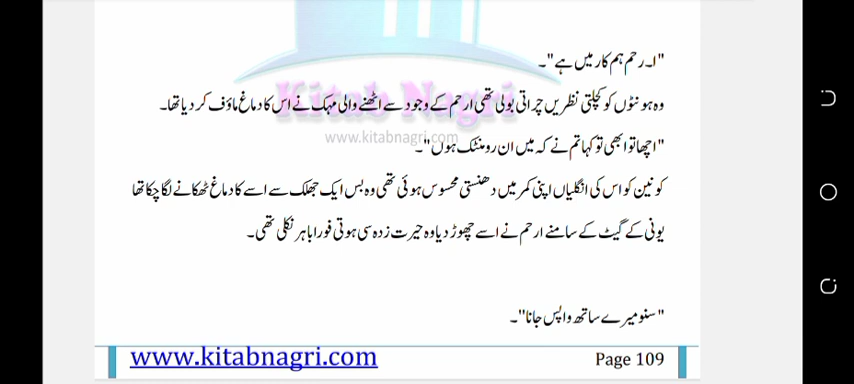 "ا۔رحم ہم کار میں ہے"۔
Kitab Nagri
وہ ہونٹوں کو کچلتی نظریں چراتی بولی تھی ارحم کے وجود سے اٹھنے والی مہک نے اس کا دماغ ماؤف کر دیا تھا۔
www.kitabnagri.com
"اچھا تو ابھی تو کہا تم نے کہ میں ان رومنٹک ہوں"۔
کونین کو اس کی انگلیاں اپنی کمر میں دھنستی محسوس ہوئی تھی وہ بس ایک جھلک سے اسے کا دماغ ٹھکانے لگا چکا تھا
یونی کے گیٹ کے سامنے ارحم نے اسے چھوڑ دیا وہ حیرت زدہ سی ہوتی فورا باہر نکلی تھی۔
"سنو میرے ساتھ واپس جانا"۔
www.kitabnagri.com Page 109